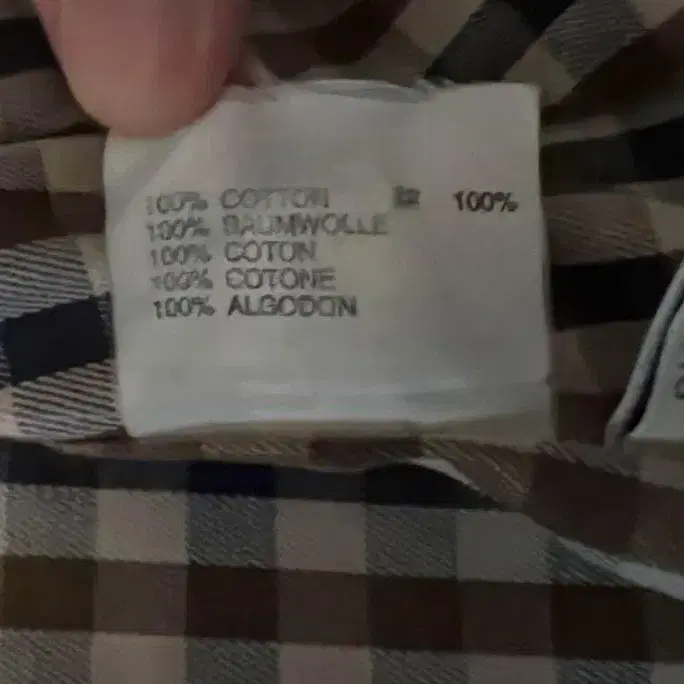 100% COTTON 100%
100% BAUMWOLLE
100% COTON
100% COTONE
100% ALGODON